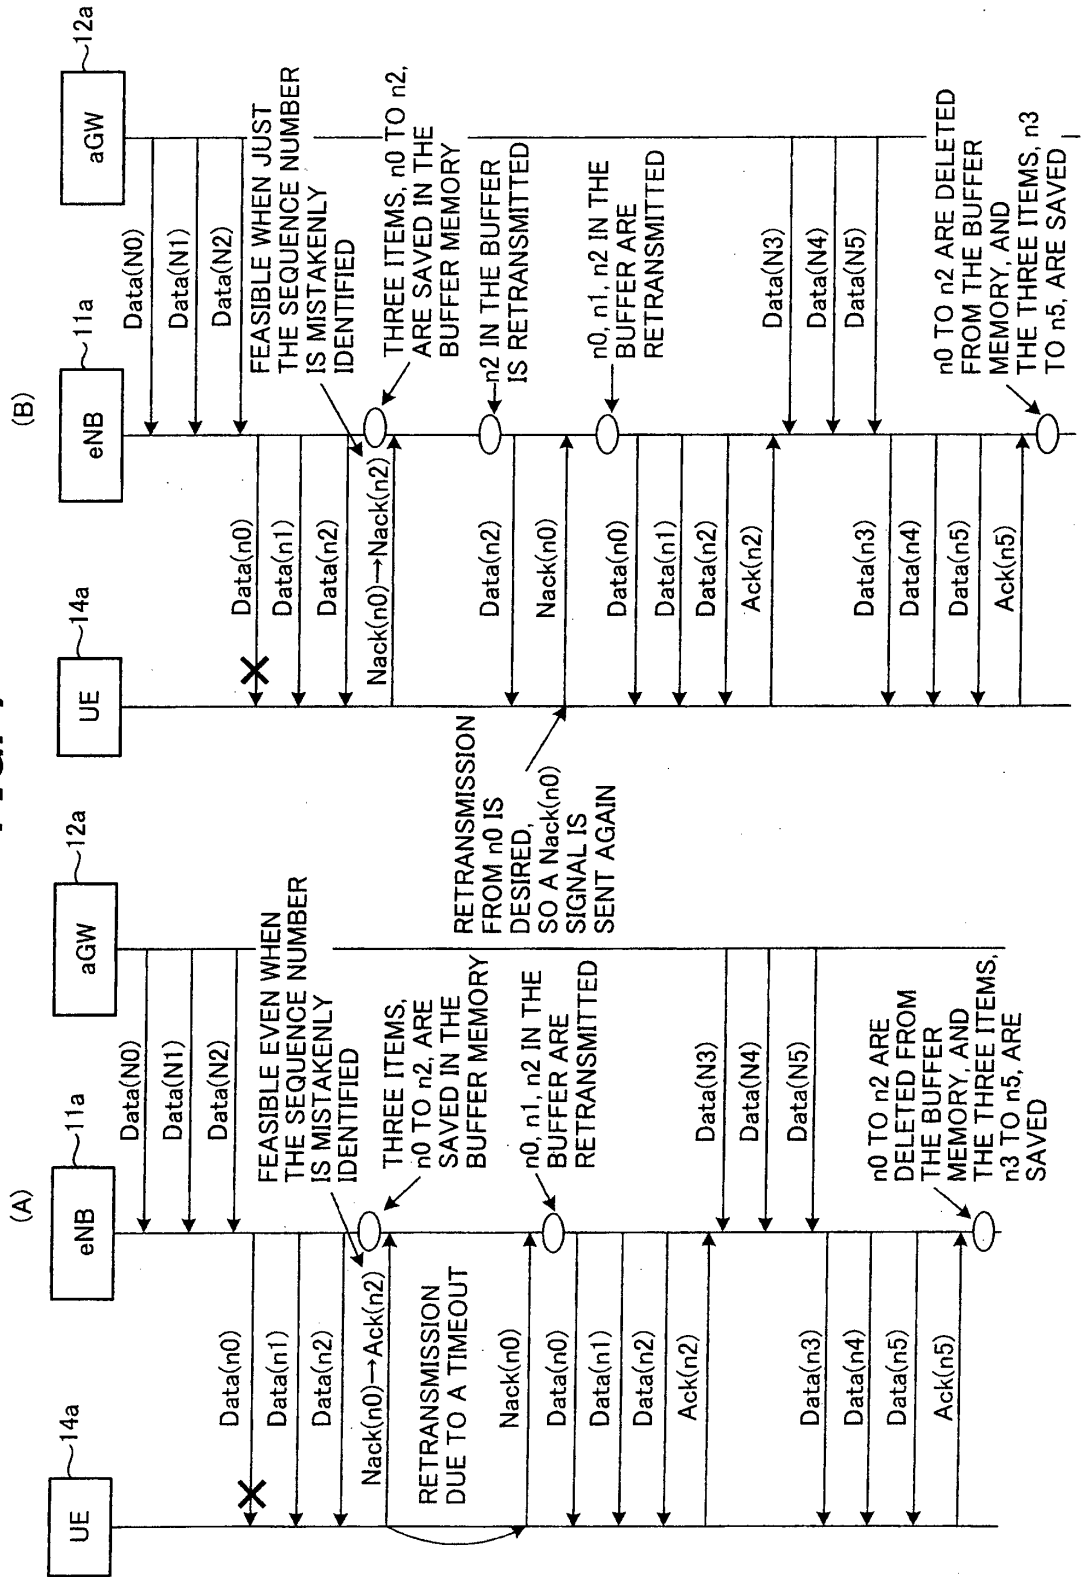 (A)
UE
14a
eNB
11a
aGW
12a
Data(N0)
Data(N1)
Data(N2)
FEASIBLE EVEN WHEN
THE SEQUENCE NUMBER
IS MISTAKENLY
IDENTIFIED
Data(n0)
Data(n1)
Data(n2)
Nack(n0)→Ack(n2)
THREE ITEMS,
n0 TO n2, ARE
SAVED IN THE
BUFFER MEMORY
RETRANSMISSION
DUE TO A TIMEOUT
Nack(n0)
n0, n1, n2 IN THE
BUFFER ARE
RETRANSMITTED
Data(n0)
Data(n1)
Data(n2)
Ack(n2)
Data(N3)
Data(N4)
Data(N5)
Data(n3)
Data(n4)
Data(n5)
Ack(n5)
n0 TO n2 ARE
DELETED FROM
THE BUFFER
MEMORY, AND
THE THREE ITEMS,
n3 TO n5, ARE
SAVED
(B)
UE
14a
eNB
11a
aGW
12a
Data(N0)
Data(N1)
Data(N2)
FEASIBLE WHEN JUST
THE SEQUENCE NUMBER
IS MISTAKENLY
IDENTIFIED
Data(n0)
Data(n1)
Data(n2)
Nack(n0)→Nack(n2)
THREE ITEMS, n0 TO n2,
ARE SAVED IN THE
BUFFER MEMORY
n2 IN THE BUFFER
IS RETRANSMITTED
Data(n2)
Nack(n0)
RETRANSMISSION
FROM n0 IS
DESIRED,
SO A Nack(n0)
SIGNAL IS
SENT AGAIN
n0, n1, n2 IN THE
BUFFER ARE
RETRANSMITTED
Data(n0)
Data(n1)
Data(n2)
Ack(n2)
Data(N3)
Data(N4)
Data(N5)
Data(n3)
Data(n4)
Data(n5)
Ack(n5)
n0 TO n2 ARE DELETED
FROM THE BUFFER
MEMORY, AND
THE THREE ITEMS, n3
TO n5, ARE SAVED